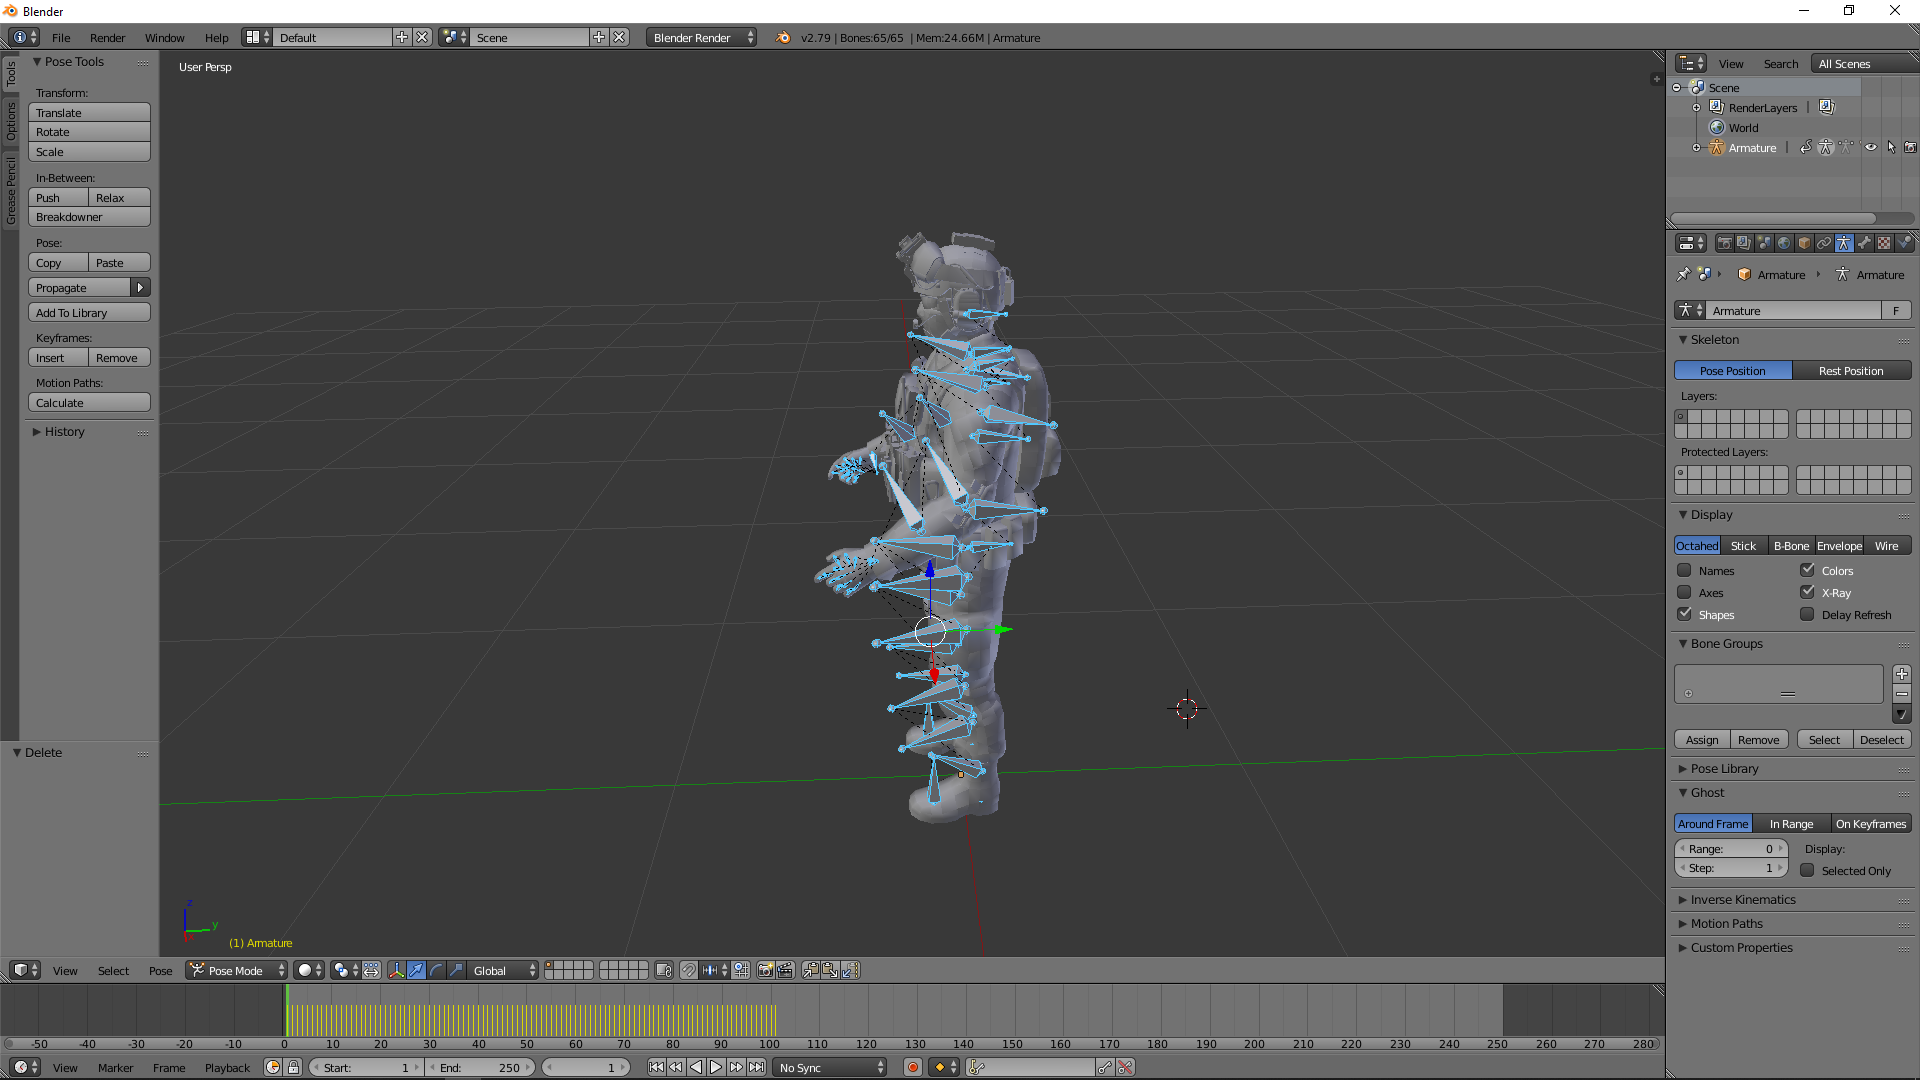 Blender
File Render Window Help Default Scene Blender Render v2.79 | Bones:65/65 | Mem:24.66M | Armature
Tools
Options
Grease Pencil
Pose Tools
Transform:
Translate
Rotate
Scale
In-Between:
Push Relax
Breakdowner
Pose:
Copy Paste
Propagate
Add To Library
Keyframes:
Insert Remove
Motion Paths:
Calculate
History
Delete
User Persp
z
y
(1) Armature
View Search All Scenes
Scene
RenderLayers |
World
Armature |
Armature Armature
Armature F
Skeleton
Pose Position Rest Position
Layers:
Protected Layers:
Display
Octahed Stick B-Bone Envelope Wire
Names Colors
Axes X-Ray
Shapes Delay Refresh
Bone Groups
Assign Remove Select Deselect
Pose Library
Ghost
Around Frame In Range On Keyframes
Range: 0 Display:
Step: 1 Selected Only
Inverse Kinematics
Motion Paths
Custom Properties
View Select Pose Pose Mode Global
-50 -40 -30 -20 -10 0 10 20 30 40 50 60 70 80 90 100 110 120 130 140 150 160 170 180 190 200 210 220 230 240 250 260 270 280
View Marker Frame Playback Start: 1 End: 250 1 No Sync